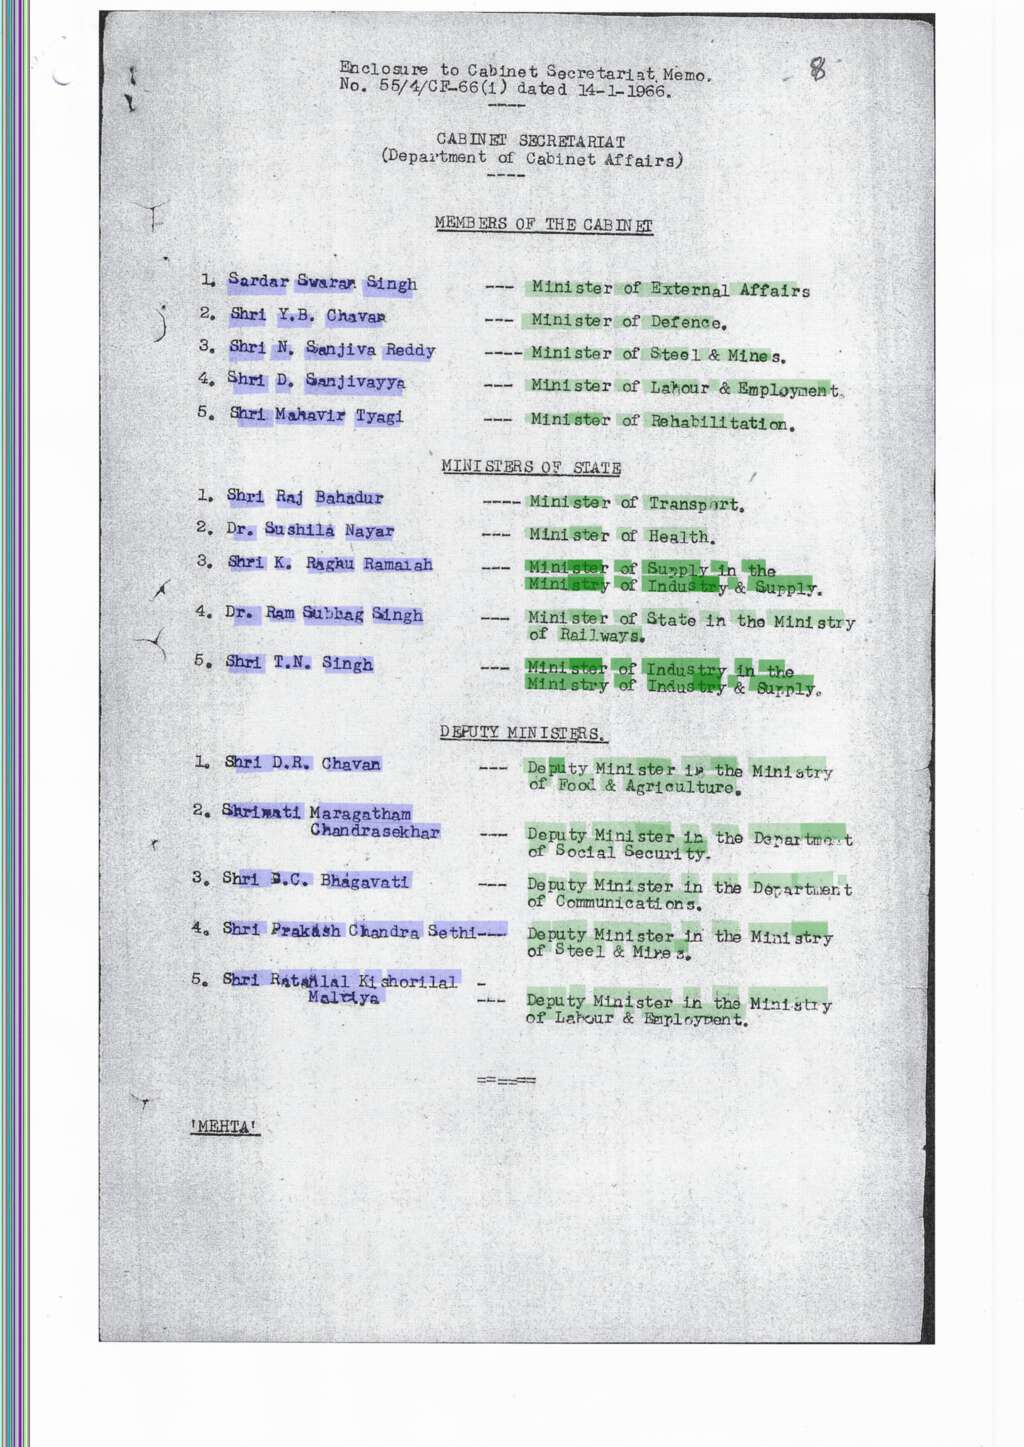 Enclosure to Cabinet Secretariat Memo.
No. 55/4/CF-66(1) dated 14-1-1966.
8
----
CABINET SECRETARIAT
(Department of Cabinet Affairs)
----
MEMBERS OF THE CABINET
1. Sardar Swaran Singh --- Minister of External Affairs
2. Shri Y.B. Chavan --- Minister of Defence.
3. Shri N. Sanjiva Reddy ---- Minister of Steel & Mines.
4. Shri D. Sanjivayya --- Minister of Labour & Employment.
5. Shri Mahavir Tyagi --- Minister of Rehabilitation.
MINISTERS OF STATE
1. Shri Raj Bahadur ---- Minister of Transport.
2. Dr. Sushila Nayar --- Minister of Health.
3. Shri K. Raghu Ramaiah --- Minister of Supply in the
Ministry of Industry & Supply.
4. Dr. Ram Subhag Singh --- Minister of State in the Ministry
of Railways.
5. Shri T.N. Singh --- Minister of Industry in the
Ministry of Industry & Supply.
DEPUTY MINISTERS.
1. Shri D.R. Chavan --- Deputy Minister in the Ministry
of Food & Agriculture.
2. Shrimati Maragatham
Chandrasekhar --- Deputy Minister in the Department
of Social Security.
3. Shri B.C. Bhagavati --- Deputy Minister in the Department
of Communications.
4. Shri Prakash Chandra Sethi--- Deputy Minister in the Ministry
of Steel & Mines.
5. Shri Ratanlal Kishorilal -
Malviya --- Deputy Minister in the Ministry
of Labour & Employment.
======
'MEHTA'